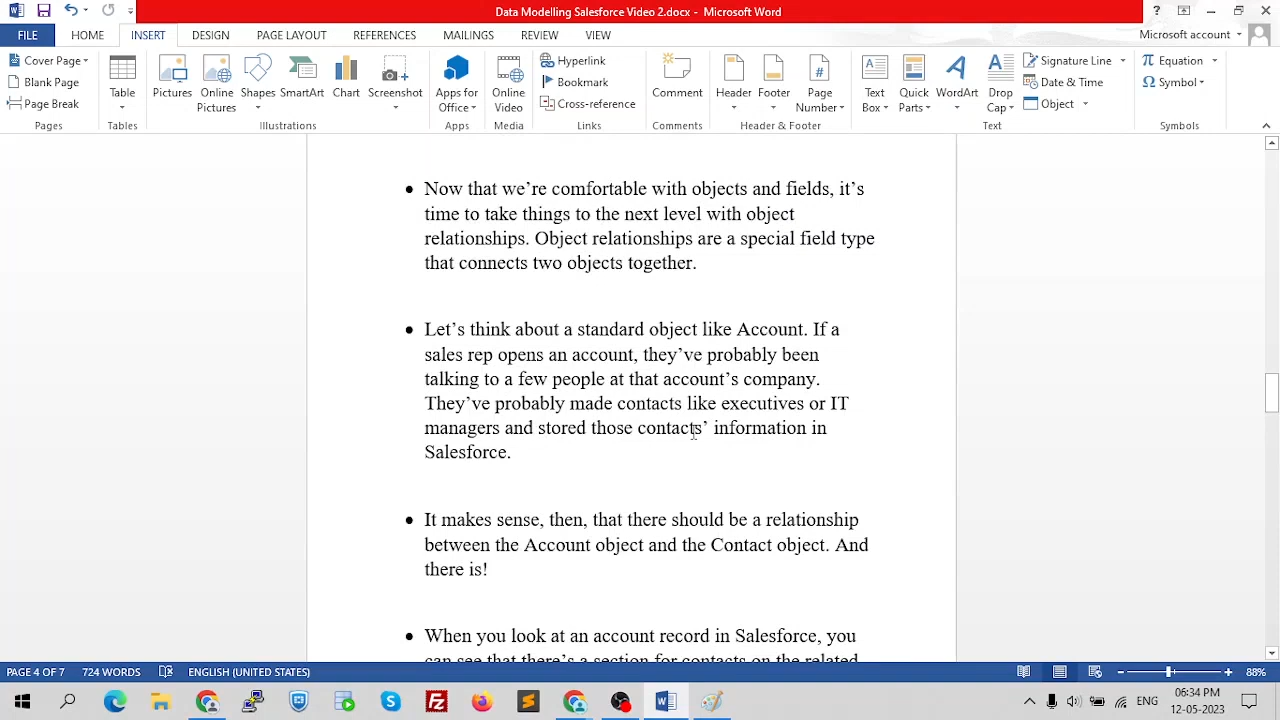 Data Modelling Salesforce Video 2.docx - Microsoft Word
?
FILE HOME INSERT DESIGN PAGE LAYOUT REFERENCES MAILINGS REVIEW VIEW Microsoft account
Cover Page
Blank Page
Page Break
Pages
Table
Tables
Pictures
Online Pictures
Shapes
SmartArt
Chart
Screenshot
Illustrations
Apps for Office
Apps
Online Video
Media
Hyperlink
Bookmark
Cross-reference
Links
Comment
Comments
Header
Footer
Page Number
Header & Footer
Text Box
Quick Parts
WordArt
Drop Cap
Signature Line
Date & Time
Object
Text
π Equation
Ω Symbol
Symbols
• Now that we’re comfortable with objects and fields, it’s
time to take things to the next level with object
relationships. Object relationships are a special field type
that connects two objects together.
• Let’s think about a standard object like Account. If a
sales rep opens an account, they’ve probably been
talking to a few people at that account’s company.
They’ve probably made contacts like executives or IT
managers and stored those contacts’ information in
Salesforce.
• It makes sense, then, that there should be a relationship
between the Account object and the Contact object. And
there is!
• When you look at an account record in Salesforce, you
can see that there’s a section for contacts on the related
PAGE 4 OF 7 724 WORDS ENGLISH (UNITED STATES) 88%
ENG 06:34 PM
12-05-2023